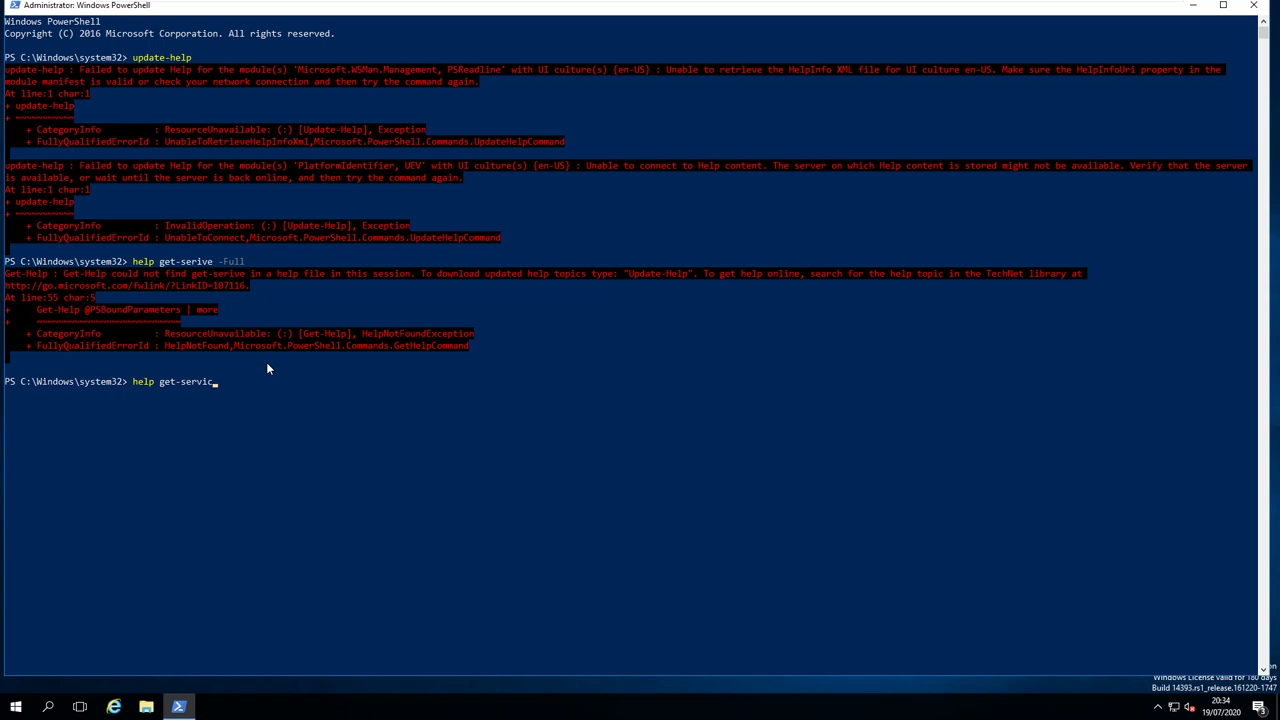 Administrator: Windows PowerShell
Windows PowerShell
Copyright (C) 2016 Microsoft Corporation. All rights reserved.
PS C:\Windows\system32> update-help
update-help : Failed to update Help for the module(s) 'Microsoft.WSMan.Management, PSReadline' with UI culture(s) {en-US} : Unable to retrieve the HelpInfo XML file for UI culture en-US. Make sure the HelpInfoUri property in the
module manifest is valid or check your network connection and then try the command again.
At line:1 char:1
+ update-help
+ ~~~~~~~~~~~
+ CategoryInfo : ResourceUnavailable: (:) [Update-Help], Exception
+ FullyQualifiedErrorId : UnableToRetrieveHelpInfoXml,Microsoft.PowerShell.Commands.UpdateHelpCommand
update-help : Failed to update Help for the module(s) 'PlatformIdentifier, UEV' with UI culture(s) {en-US} : Unable to connect to Help content. The server on which Help content is stored might not be available. Verify that the server
is available, or wait until the server is back online, and then try the command again.
At line:1 char:1
+ update-help
+ ~~~~~~~~~~~
+ CategoryInfo : InvalidOperation: (:) [Update-Help], Exception
+ FullyQualifiedErrorId : UnableToConnect,Microsoft.PowerShell.Commands.UpdateHelpCommand
PS C:\Windows\system32> help get-serive -Full
Get-Help : Get-Help could not find get-serive in a help file in this session. To download updated help topics type: "Update-Help". To get help online, search for the help topic in the TechNet library at
http://go.microsoft.com/fwlink/?LinkID=107116.
At line:55 char:5
+ Get-Help @PSBoundParameters | more
+ ~~~~~~~~~~~~~~~~~~~~~~~~~~~
+ CategoryInfo : ResourceUnavailable: (:) [Get-Help], HelpNotFoundException
+ FullyQualifiedErrorId : HelpNotFound,Microsoft.PowerShell.Commands.GetHelpCommand
PS C:\Windows\system32> help get-servic
on
Windows License valid for 180 days
Build 14393.rs1_release.161220-1747
20:34
19/07/2020
3